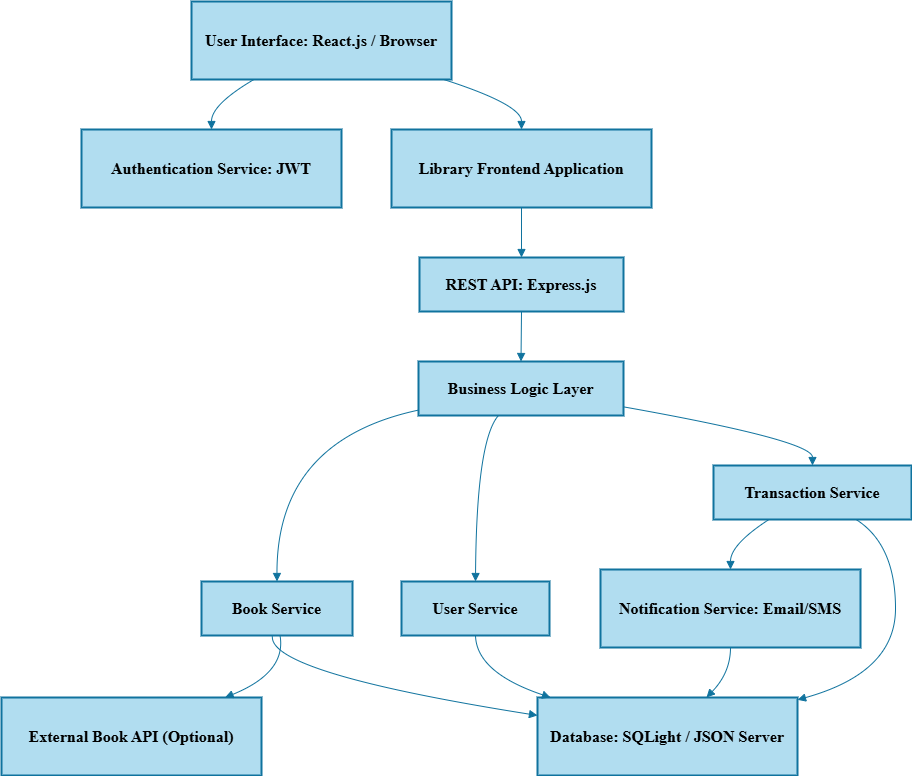 User Interface: React.js / Browser
Authentication Service: JWT
Library Frontend Application
REST API: Express.js
Business Logic Layer
Transaction Service
Book Service
User Service
Notification Service: Email/SMS
External Book API (Optional)
Database: SQLight / JSON Server